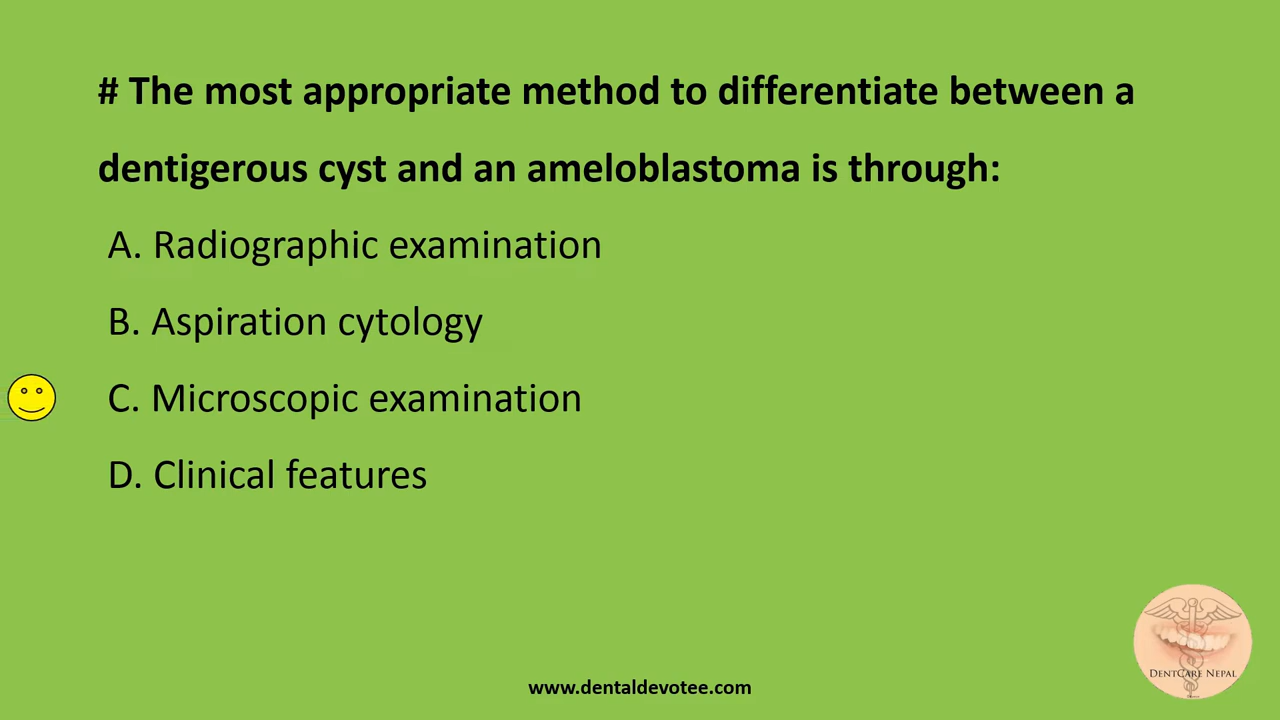 # The most appropriate method to differentiate between a
dentigerous cyst and an ameloblastoma is through:
A. Radiographic examination
B. Aspiration cytology
C. Microscopic examination
D. Clinical features
DENTCARE NEPAL
www.dentaldevotee.com